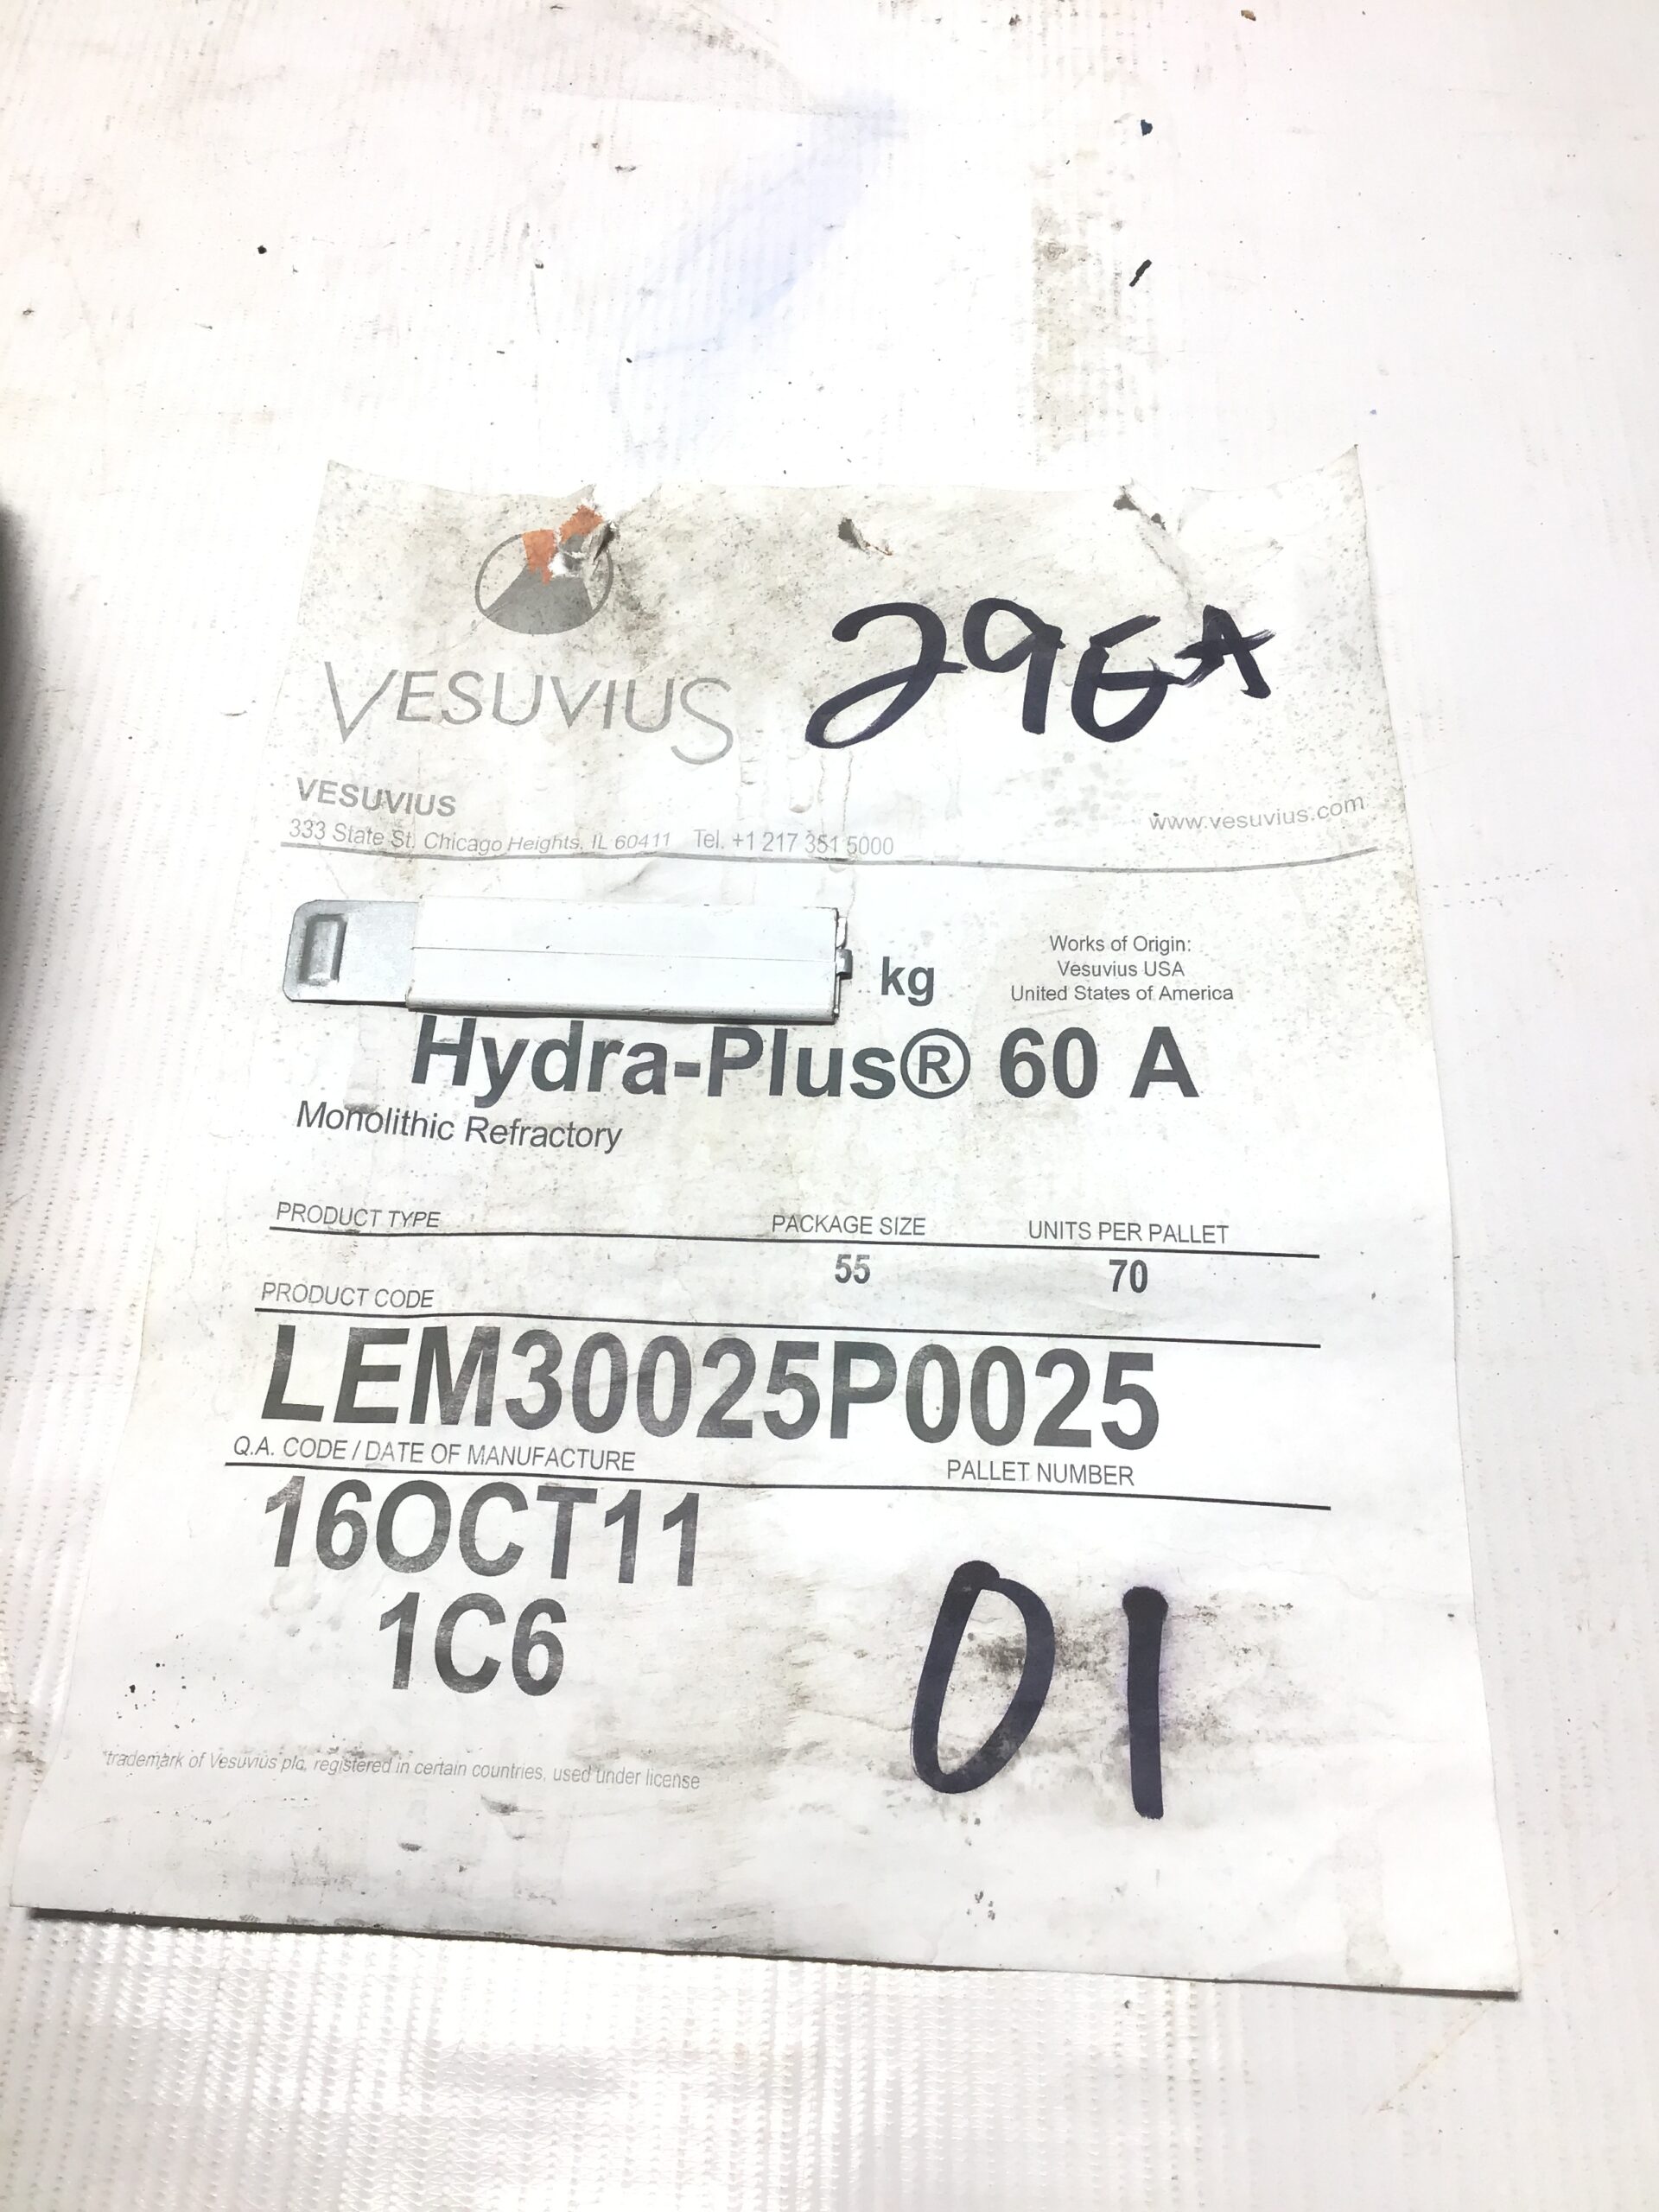 VESUVIUS
29EA
VESUVIUS
www.vesuvius.com
333 State St. Chicago Heights, IL 60411 Tel. +1 217 351 5000
kg
Works of Origin:
Vesuvius USA
United States of America
Hydra-Plus® 60 A
Monolithic Refractory
PRODUCT TYPE PACKAGE SIZE UNITS PER PALLET
55 70
PRODUCT CODE
LEM30025P0025
Q.A. CODE / DATE OF MANUFACTURE PALLET NUMBER
16OCT11
1C6
01
*trademark of Vesuvius plc, registered in certain countries, used under license